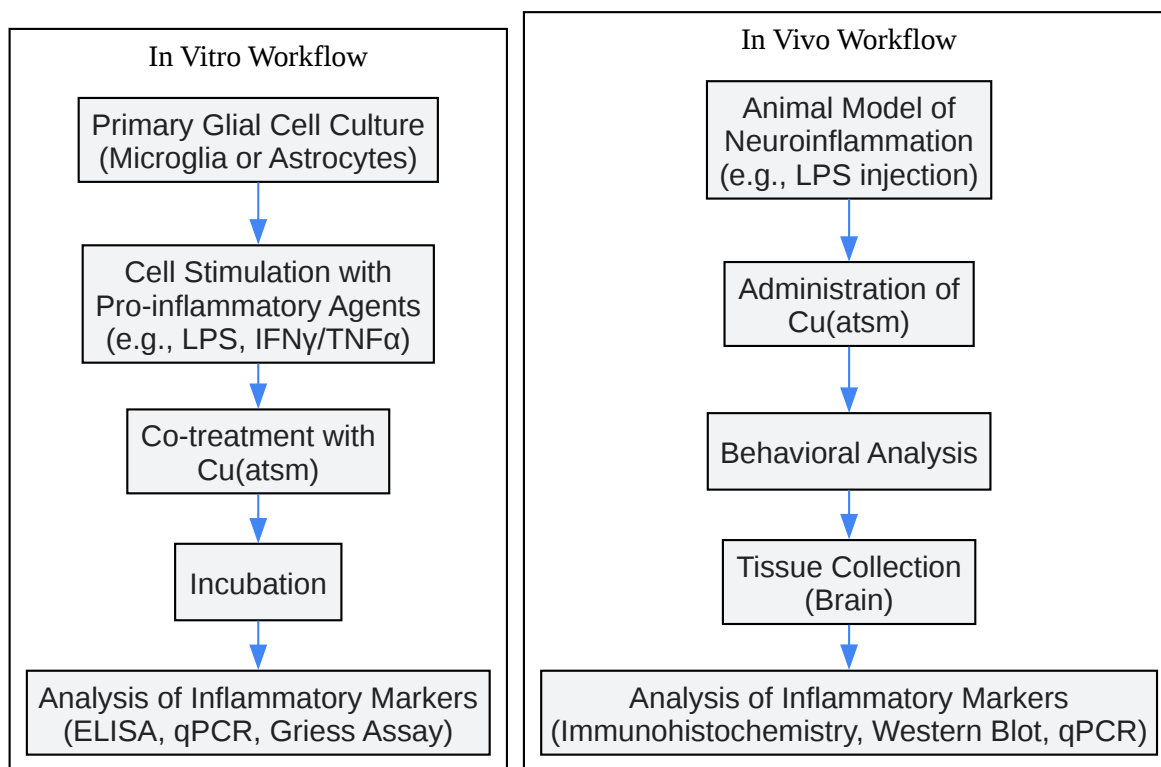 In Vitro Workflow
Primary Glial Cell Culture
(Microglia or Astrocytes)
Cell Stimulation with
Pro-inflammatory Agents
(e.g., LPS, IFNγ/TNFα)
Co-treatment with
Cu(atsm)
Incubation
Analysis of Inflammatory Markers
(ELISA, qPCR, Griess Assay)
In Vivo Workflow
Animal Model of
Neuroinflammation
(e.g., LPS injection)
Administration of
Cu(atsm)
Behavioral Analysis
Tissue Collection
(Brain)
Analysis of Inflammatory Markers
(Immunohistochemistry, Western Blot, qPCR)